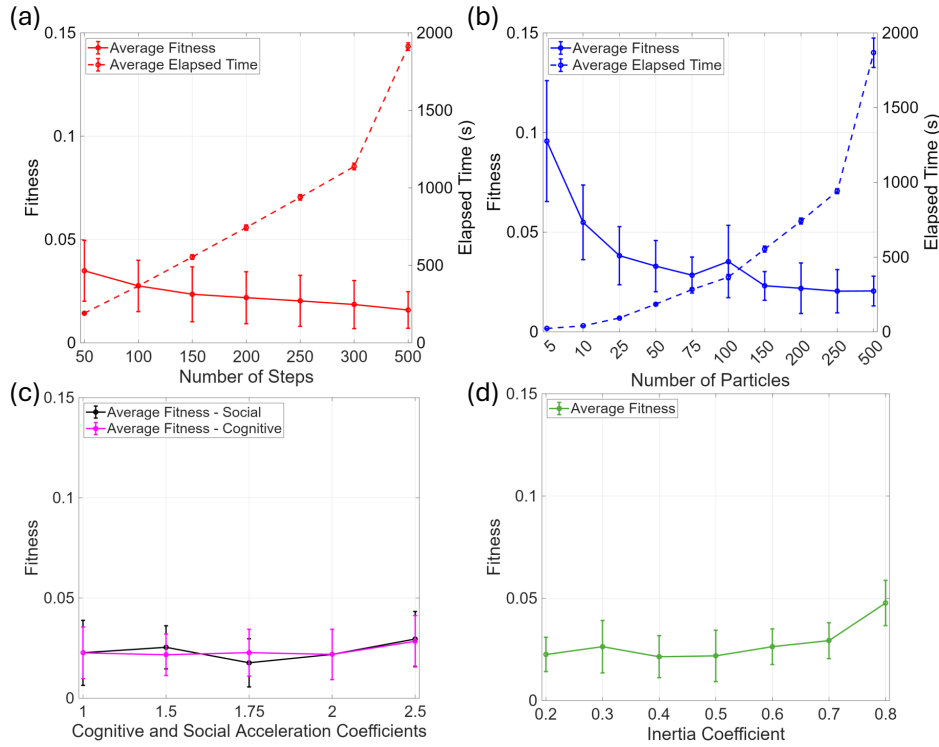 (a)
0.15
0.1
0.05
0
Fitness
Average Fitness
Average Elapsed Time
2000
1500
1000
500
0
Elapsed Time (s)
50 100 150 200 250 300 500
Number of Steps
(b)
0.15
0.1
0.05
0
Fitness
Average Fitness
Average Elapsed Time
2000
1500
1000
500
0
Elapsed Time (s)
5 10 25 50 75 100 150 200 250 500
Number of Particles
(c)
0.15
0.1
0.05
0
Fitness
Average Fitness - Social
Average Fitness - Cognitive
1 1.5 1.75 2 2.5
Cognitive and Social Acceleration Coefficients
(d)
0.15
0.1
0.05
0
Fitness
Average Fitness
0.2 0.3 0.4 0.5 0.6 0.7 0.8
Inertia Coefficient